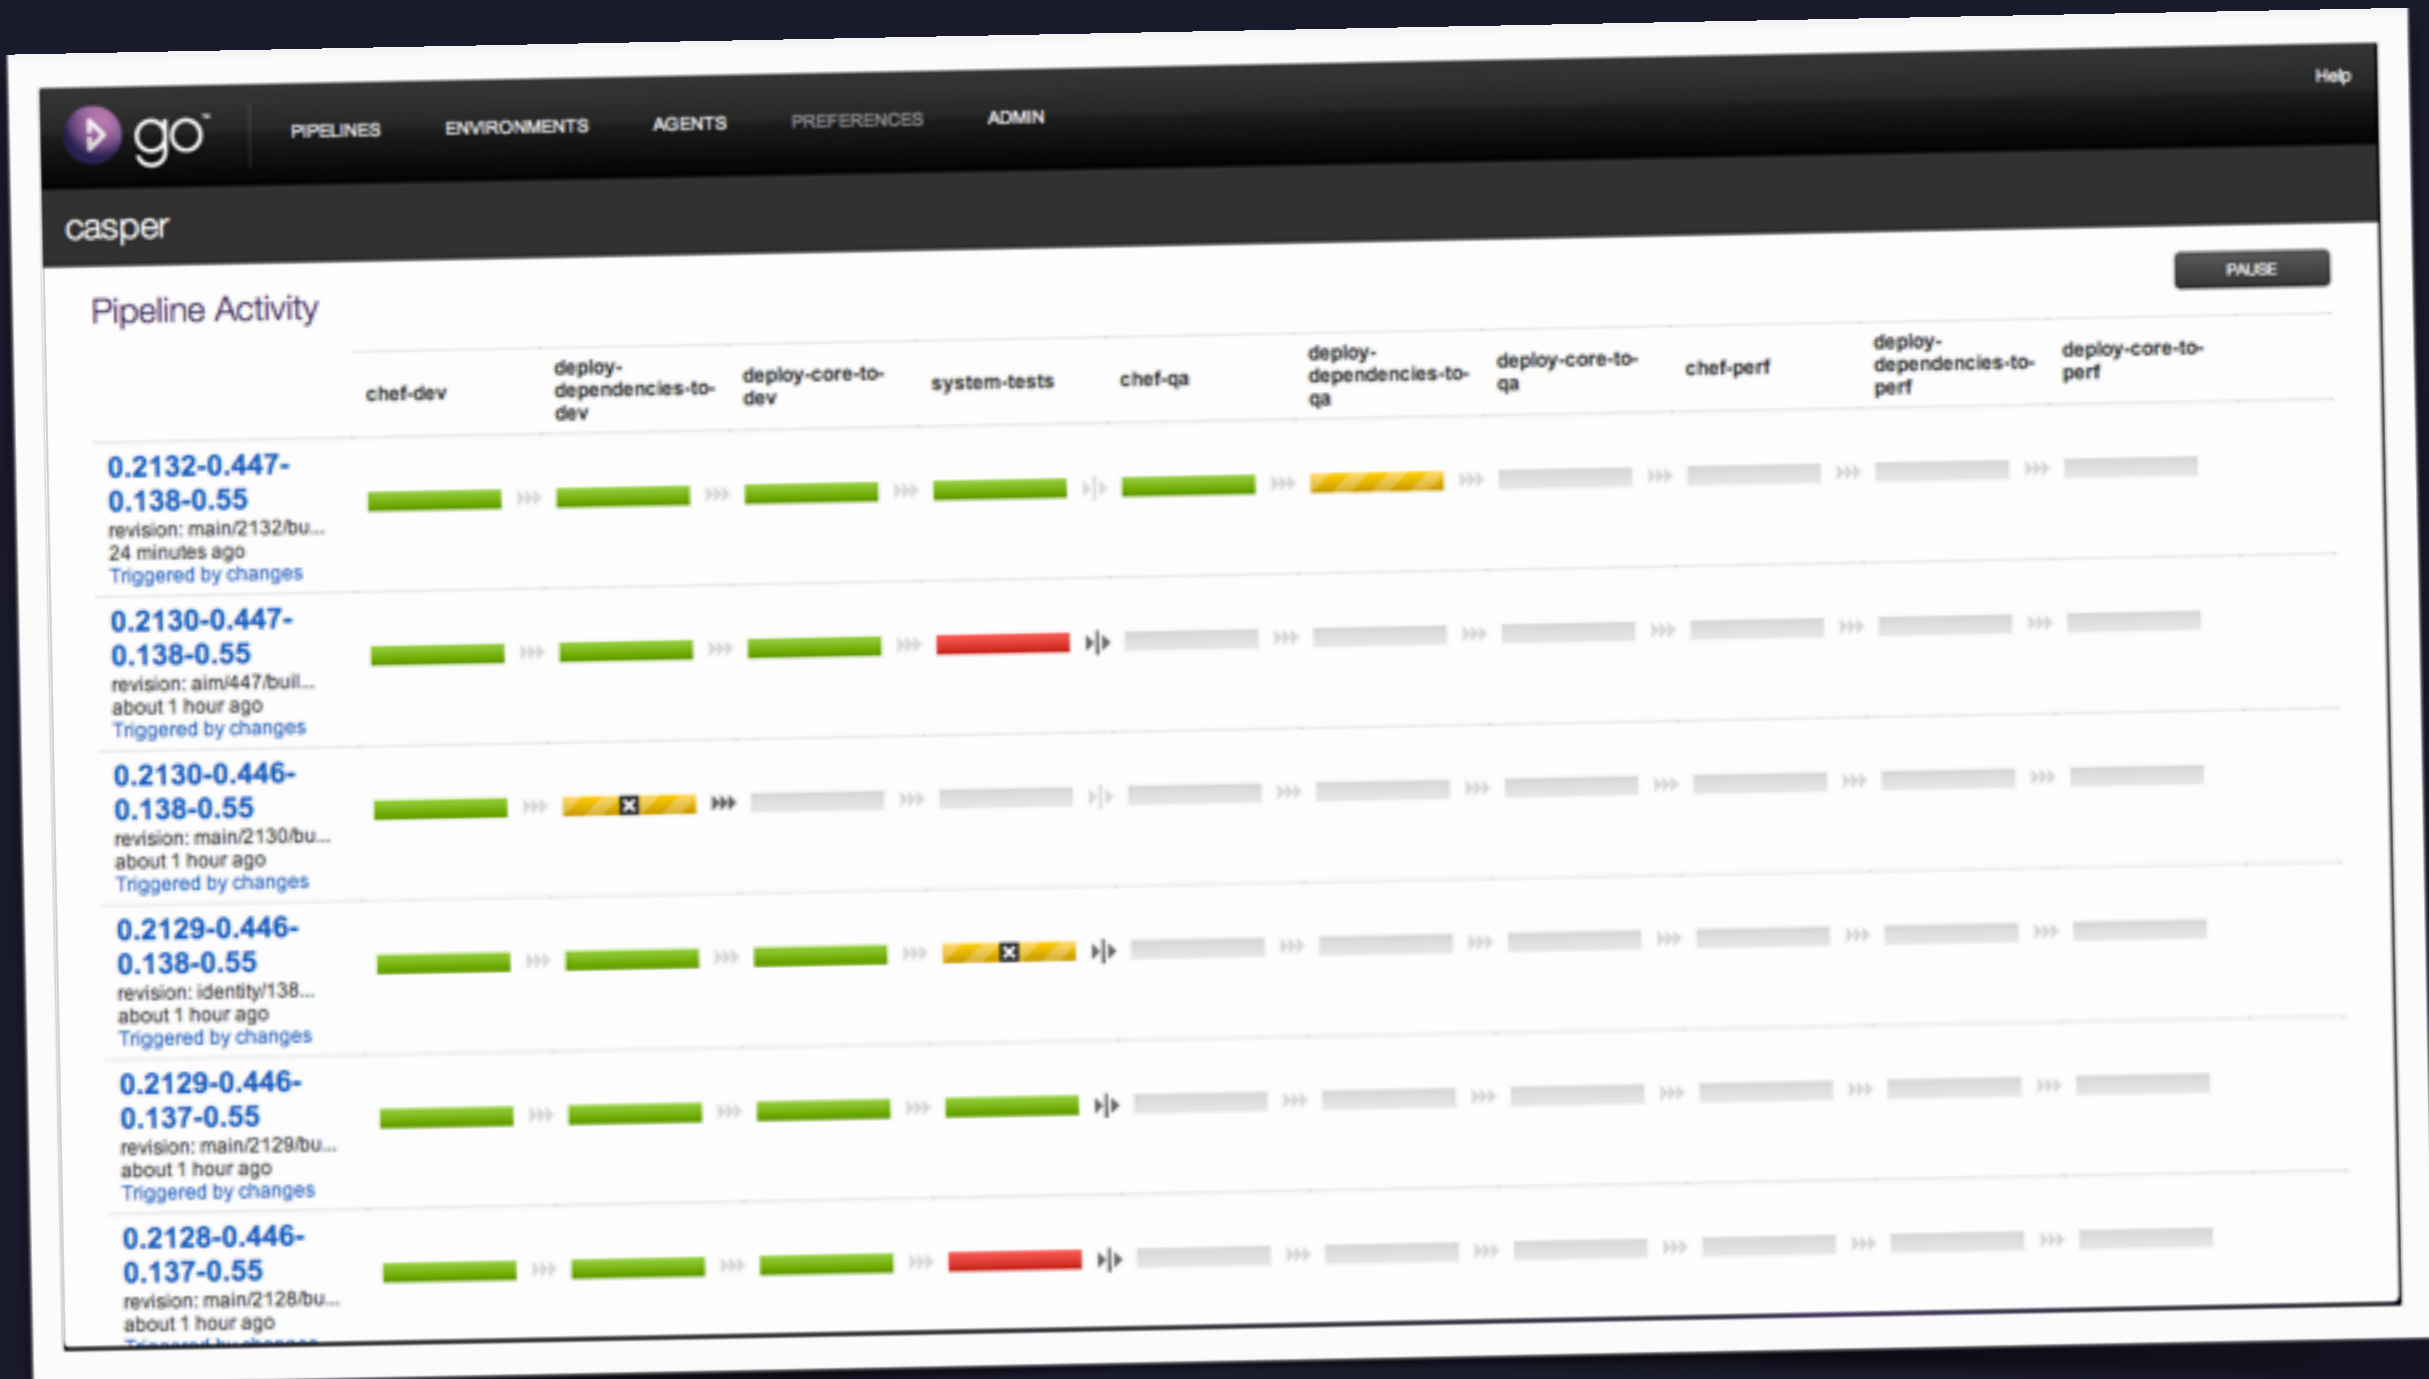 go™
PIPELINES ENVIRONMENTS AGENTS PREFERENCES ADMIN
Help
casper
PAUSE
Pipeline Activity
chef-dev
deploy-
dependencies-to-
dev
deploy-core-to-
dev
system-tests
chef-qa
deploy-
dependencies-to-
qa
deploy-core-to-
qa
chef-perf
deploy-
dependencies-to-
perf
deploy-core-to-
perf
0.2132-0.447-
0.138-0.55
revision: main/2132/bu...
24 minutes ago
Triggered by changes
0.2130-0.447-
0.138-0.55
revision: aim/447/buil...
about 1 hour ago
Triggered by changes
0.2130-0.446-
0.138-0.55
revision: main/2130/bu...
about 1 hour ago
Triggered by changes
0.2129-0.446-
0.138-0.55
revision: identity/138...
about 1 hour ago
Triggered by changes
0.2129-0.446-
0.137-0.55
revision: main/2129/bu...
about 1 hour ago
Triggered by changes
0.2128-0.446-
0.137-0.55
revision: main/2128/bu...
about 1 hour ago
Triggered by changes